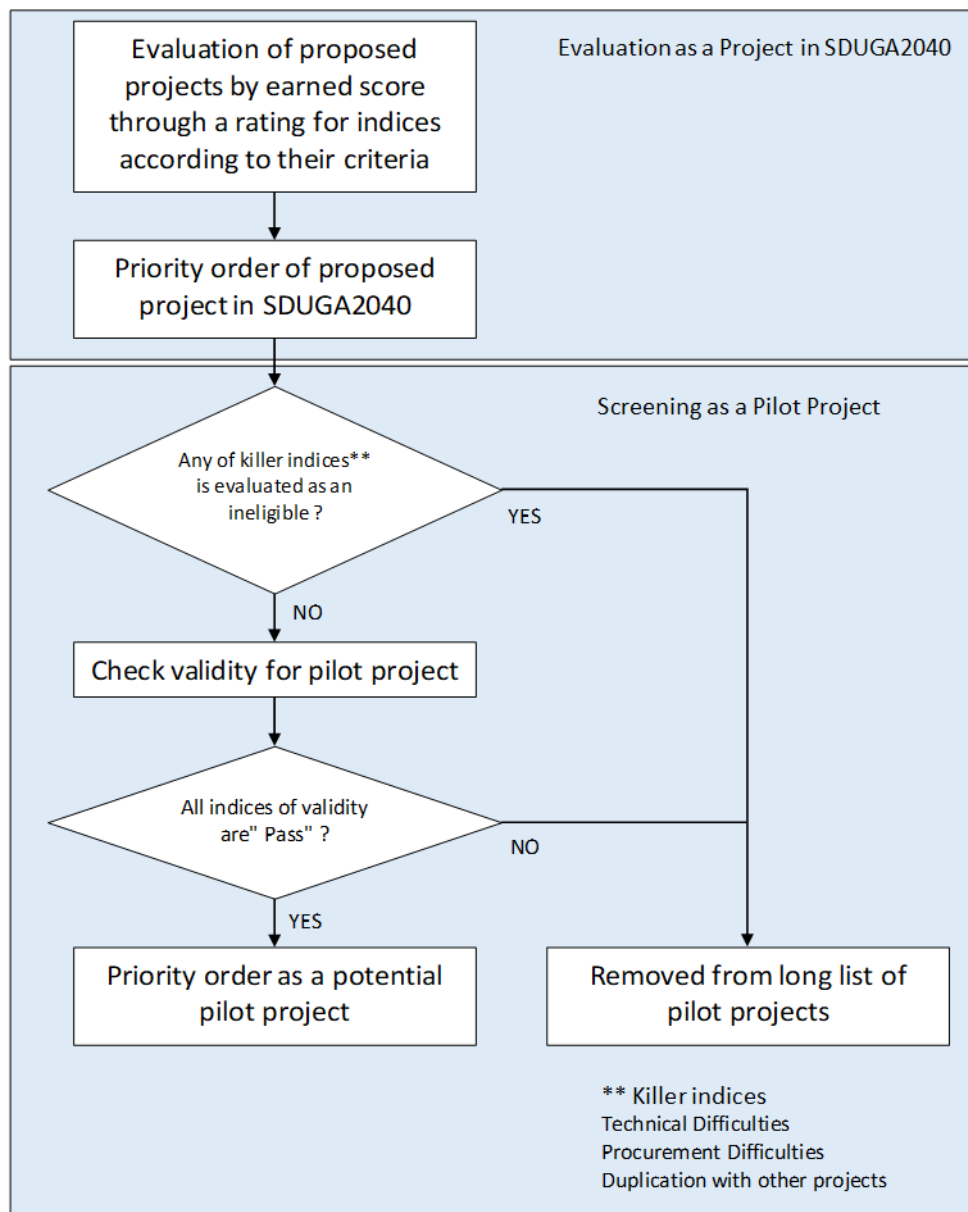 Evaluation of proposed
projects by earned score
through a rating for indices
according to their criteria
Evaluation as a Project in SDUGA2040
Priority order of proposed
project in SDUGA2040
Screening as a Pilot Project
Any of killer indices**
is evaluated as an
ineligible ?
YES
NO
Check validity for pilot project
All indices of validity
are" Pass" ?
NO
YES
Priority order as a potential
pilot project
Removed from long list of
pilot projects
** Killer indices
Technical Difficulties
Procurement Difficulties
Duplication with other projects